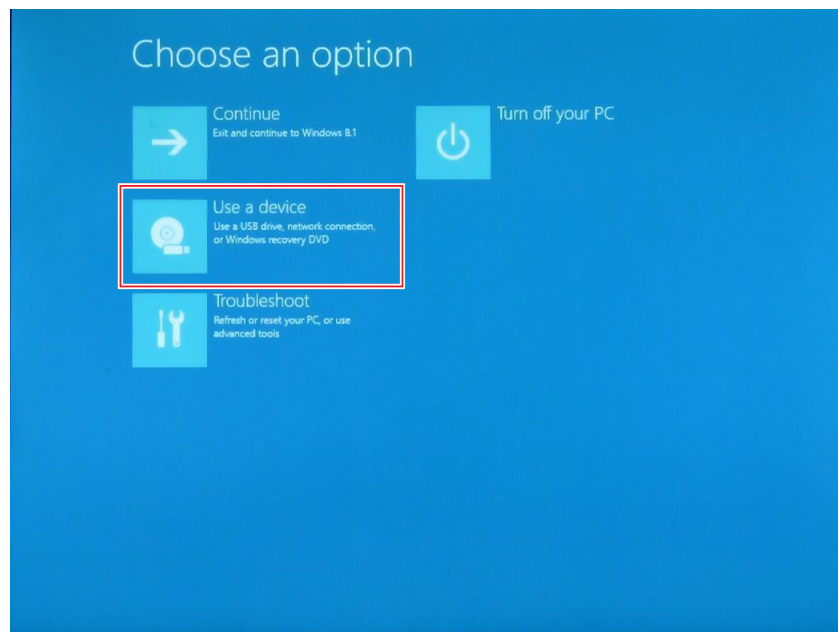 Choose an option
Continue
Exit and continue to Windows 8.1
Turn off your PC
Use a device
Use a USB drive, network connection,
or Windows recovery DVD
Troubleshoot
Refresh or reset your PC, or use
advanced tools